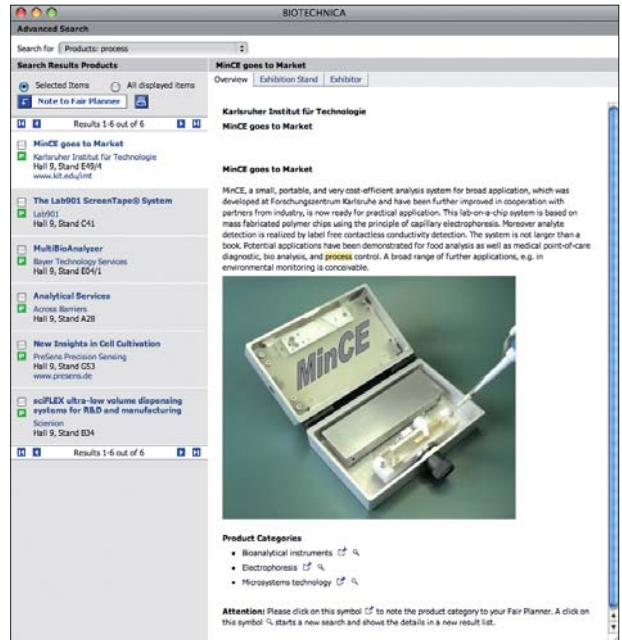 BIOTECHNICA
Advanced Search
Search for Products: process
Search Results Products
Selected Items All displayed items
Note to Fair Planner
Results 1-6 out of 6
MinCE goes to Market
Karlsruher Institut für Technologie
Hall 9, Stand E49/4
www.kit.edu/imt
The Lab901 ScreenTape® System
Lab901
Hall 9, Stand C41
MultiBioAnalyzer
Bayer Technology Services
Hall 9, Stand E04/1
Analytical Services
Across Barriers
Hall 9, Stand A28
New Insights in Cell Cultivation
PreSens Precision Sensing
Hall 9, Stand G53
www.presens.de
sciFLEX ultra-low volume dispensing
systems for R&D and manufacturing
Scienion
Hall 9, Stand B34
Results 1-6 out of 6
MinCE goes to Market
Overview Exhibition Stand Exhibitor
Karlsruher Institut für Technologie
MinCE goes to Market
MinCE goes to Market
MinCE, a small, portable, and very cost-efficient analysis system for broad application, which was
developed at Forschungszentrum Karlsruhe and have been further improved in cooperation with
partners from industry, is now ready for practical application. This lab-on-a-chip system is based on
mass fabricated polymer chips using the principle of capillary electrophoresis. Moreover analyte
detection is realized by label free contactless conductivity detection. The system is not larger than a
book. Potential applications have been demonstrated for food analysis as well as medical point-of-care
diagnostic, bio analysis, and process control. A broad range of further applications, e.g. in
environmental monitoring is conceivable.
MinCE
Product Categories
Bioanalytical instruments
Electrophoresis
Microsystems technology
Attention: Please click on this symbol to note the product category to your Fair Planner. A click on
this symbol starts a new search and shows the details in a new result list.